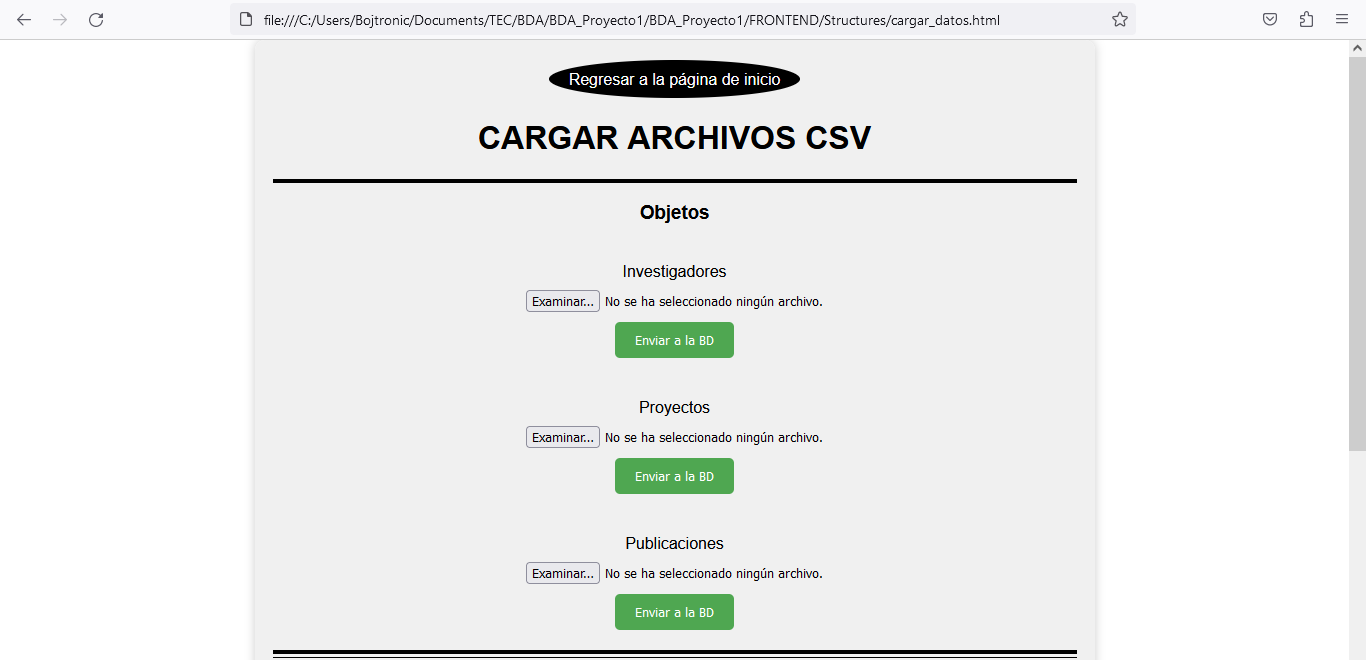 file:///C:/Users/Bojtronic/Documents/TEC/BDA/BDA_Proyecto1/BDA_Proyecto1/FRONTEND/Structures/cargar_datos.html
Regresar a la página de inicio
CARGAR ARCHIVOS CSV
Objetos
Investigadores
Examinar... No se ha seleccionado ningún archivo.
Enviar a la BD
Proyectos
Examinar... No se ha seleccionado ningún archivo.
Enviar a la BD
Publicaciones
Examinar... No se ha seleccionado ningún archivo.
Enviar a la BD